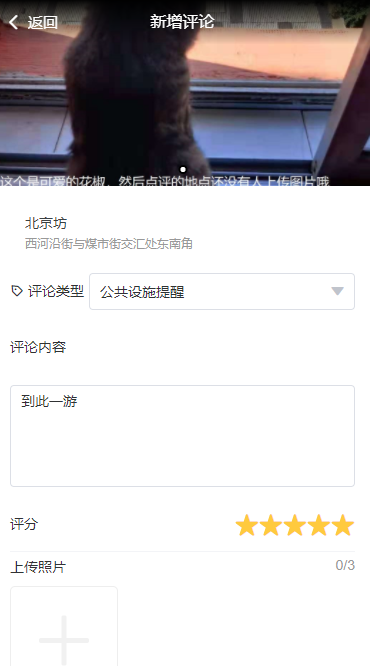 返回
新增评论
这个是可爱的花椒，然后点评的地点还没有人上传图片哦
北京坊
西河沿街与煤市街交汇处东南角
评论类型
公共设施提醒
评论内容
到此一游
评分
上传照片
0/3